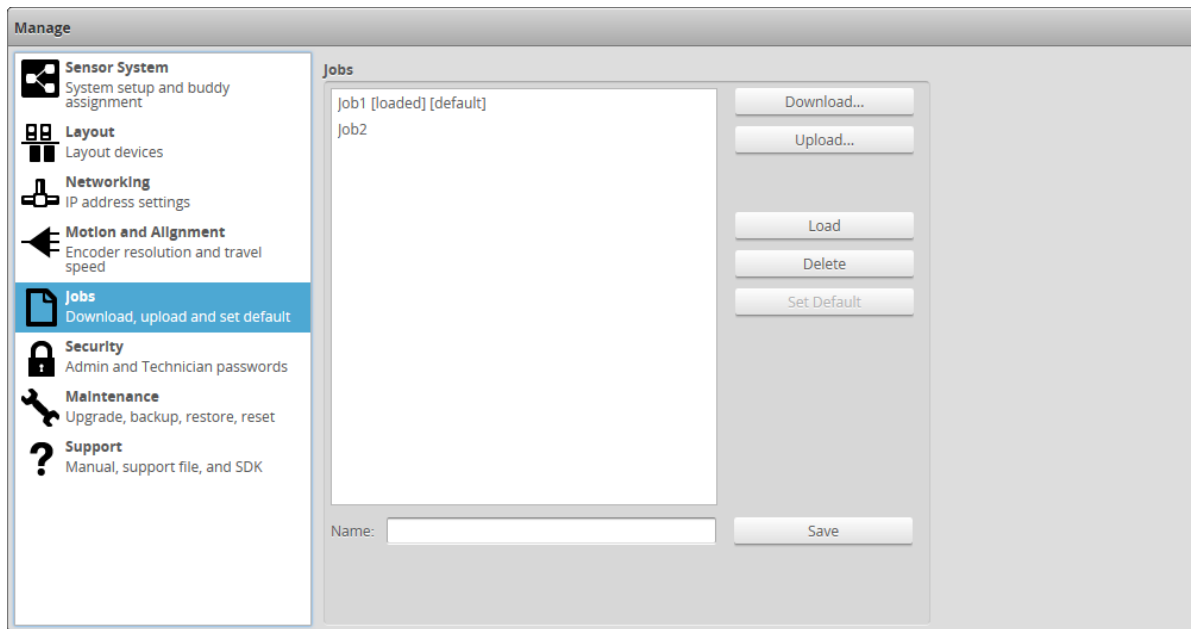 Manage
Sensor System
System setup and buddy
assignment
Layout
Layout devices
Networking
IP address settings
Motion and Alignment
Encoder resolution and travel
speed
Jobs
Download, upload and set default
Security
Admin and Technician passwords
Maintenance
Upgrade, backup, restore, reset
Support
Manual, support file, and SDK
Jobs
Job1 [loaded] [default]
Job2
Download...
Upload...
Load
Delete
Set Default
Name:
Save